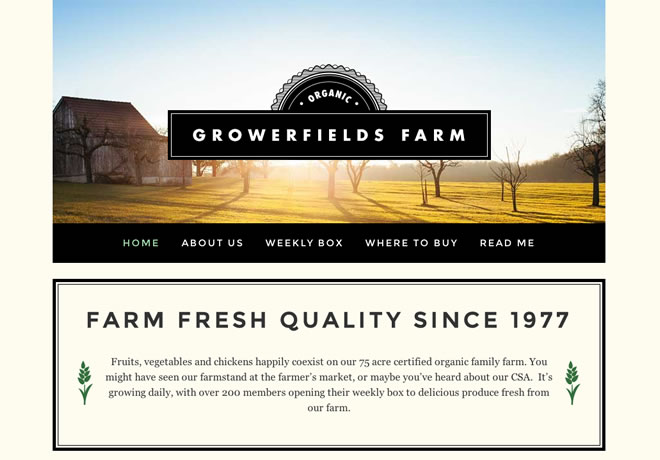 • ORGANIC •
GROWERFIELDS FARM
HOME ABOUT US WEEKLY BOX WHERE TO BUY READ ME
FARM FRESH QUALITY SINCE 1977
Fruits, vegetables and chickens happily coexist on our 75 acre certified organic family farm. You
might have seen our farmstand at the farmer's market, or maybe you've heard about our CSA.  It's
growing daily, with over 200 members opening their weekly box to delicious produce fresh from
our farm.